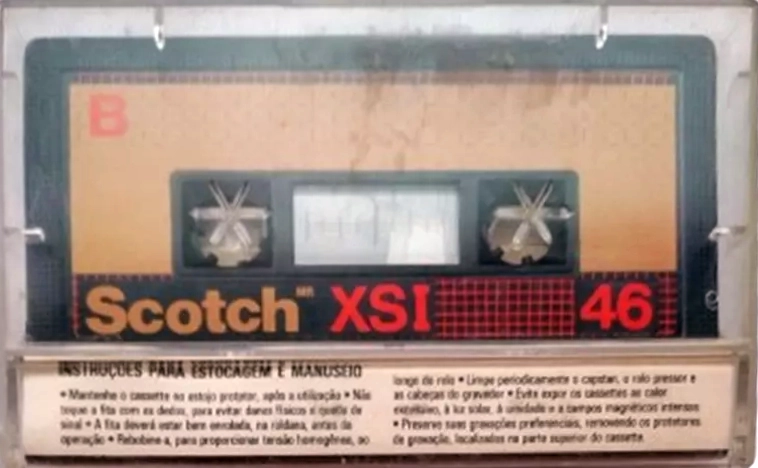 B
Scotch XSI 46
INSTRUÇÕES PARA ESTOCAGEM E MANUSEIO
• Mantenha o cassette no estojo protetor, após a utilização • Não
toque a fita com os dedos, para evitar danos físicos e queda de
sinal • A fita deverá estar bem enrolada, na roldana, antes da
operação • Rebobine-a, para proporcionar tensão homogênea, ao
longo do rolo • Limpe periodicamente o capstan, o rolo pressor e
as cabeças do gravador • Evite expor os cassettes ao calor
excessivo, à luz solar, à umidade e a campos magnéticos intensos
• Preserve suas gravações preferenciais, removendo os protetores
de gravação, localizados na parte superior do cassette.